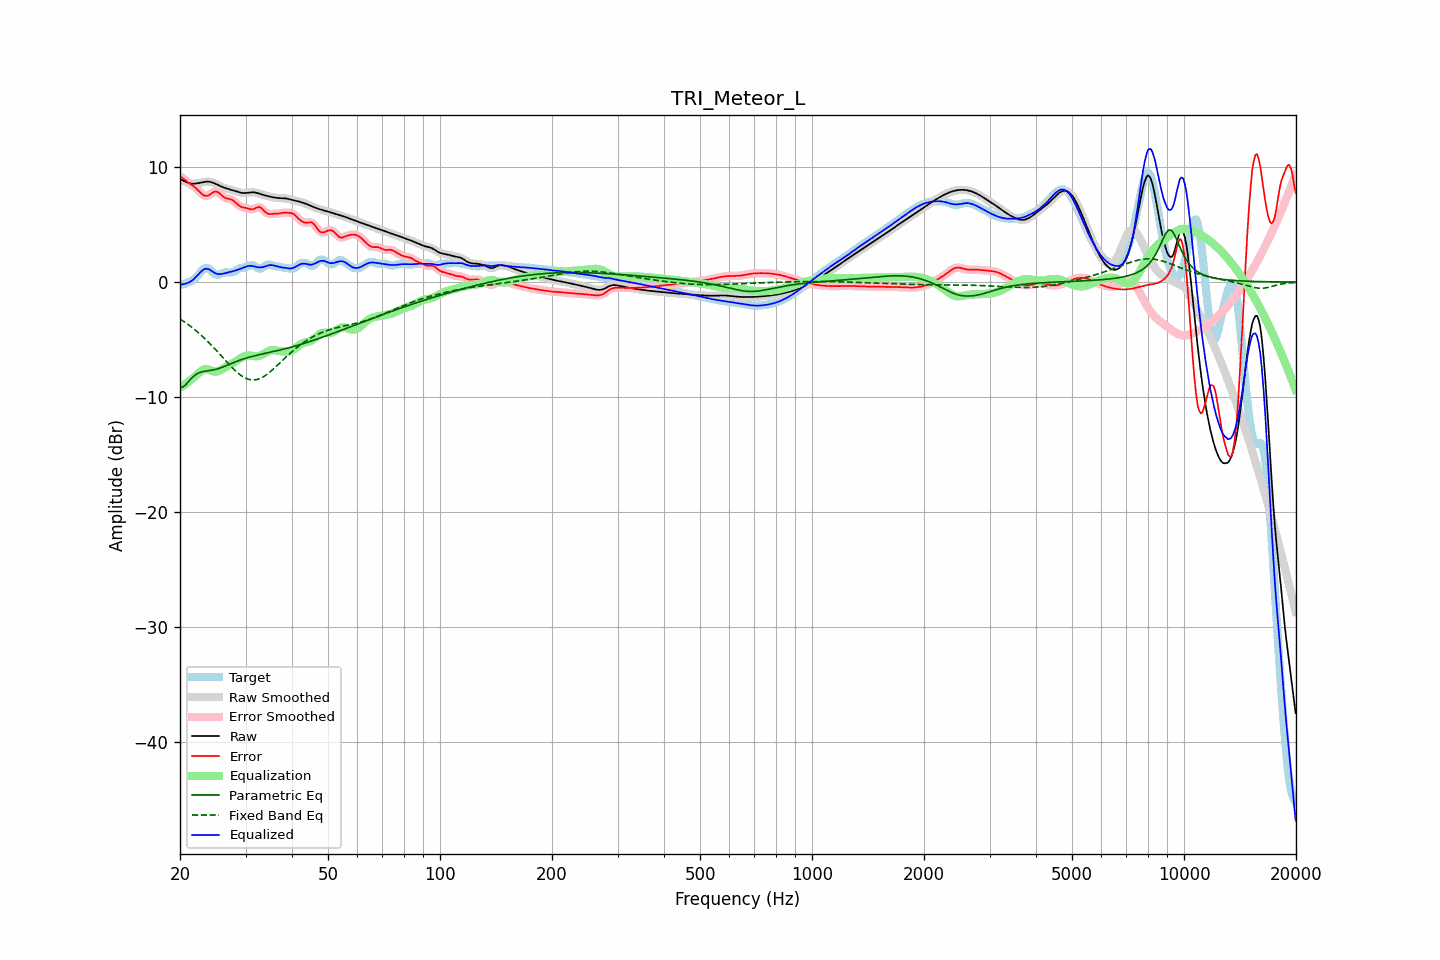 TRI_Meteor_L
Amplitude (dBr)
10
0
−10
−20
−30
−40
Target
Raw Smoothed
Error Smoothed
Raw
Error
Equalization
Parametric Eq
Fixed Band Eq
Equalized
20 50 100 200 500 1000 2000 5000 10000 20000
Frequency (Hz)